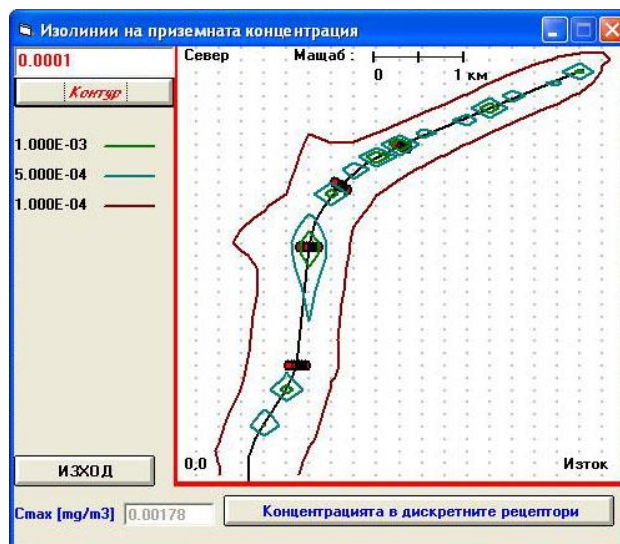 Изолинии на приземната концентрация
0.0001
Контур
1.000E-03
5.000E-04
1.000E-04
Север
Мащаб :
0 1 км
0,0
Изток
ИЗХОД
Cmax [mg/m3] 0.00178
Концентрацията в дискретните рецептори